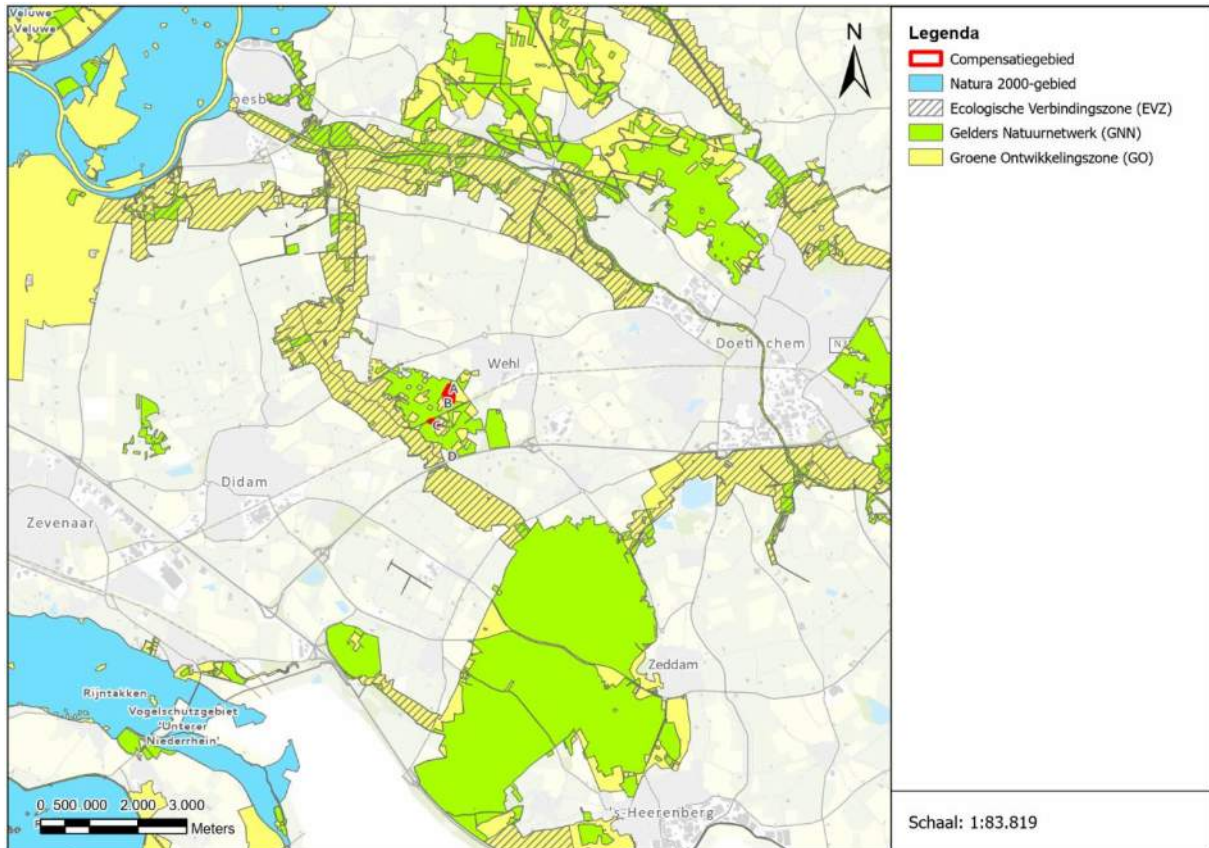 Veluwe
Veluwe
N
Legenda
Compensatiegebied
Natura 2000-gebied
Ecologische Verbindingszone (EVZ)
Gelders Natuurnetwerk (GNN)
Groene Ontwikkelingszone (GO)
oesb
Doetinchem
Wehl
A
B
C
D
Didam
Zevenaar
Zeddam
Rijntakken
Vogelschutzgebiet
'Unterer
Niederrhein'
0 500 1.000 2.000 3.000
Meters
's-Heerenberg
Schaal: 1:83.819